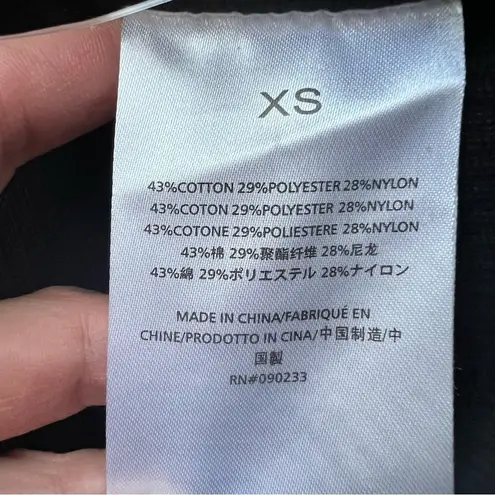 XS
43%COTTON 29%POLYESTER 28%NYLON
43%COTON 29%POLYESTER 28%NYLON
43%COTONE 29%POLIESTERE 28%NYLON
43%棉 29%聚酯纤维 28%尼龙
43%綿 29%ポリエステル 28%ナイロン
MADE IN CHINA/FABRIQUÉ EN
CHINE/PRODOTTO IN CINA/中国制造/中
国製
RN#090233